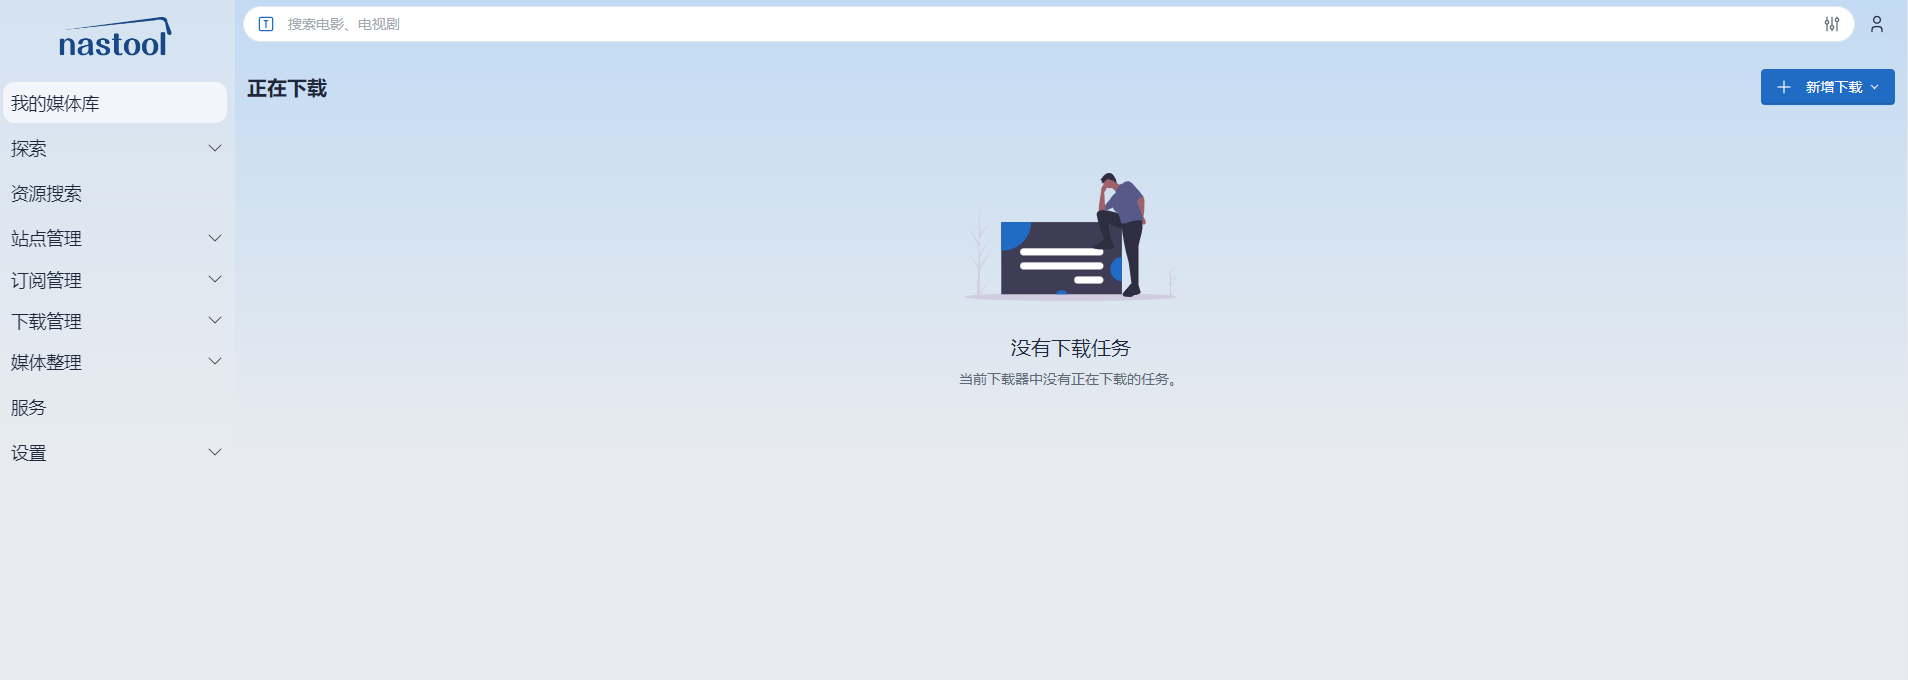 nastool
我的媒体库
探索
资源搜索
站点管理
订阅管理
下载管理
媒体整理
服务
设置
T 搜索电影、电视剧
正在下载
新增下载
没有下载任务
当前下载器中没有正在下载的任务。